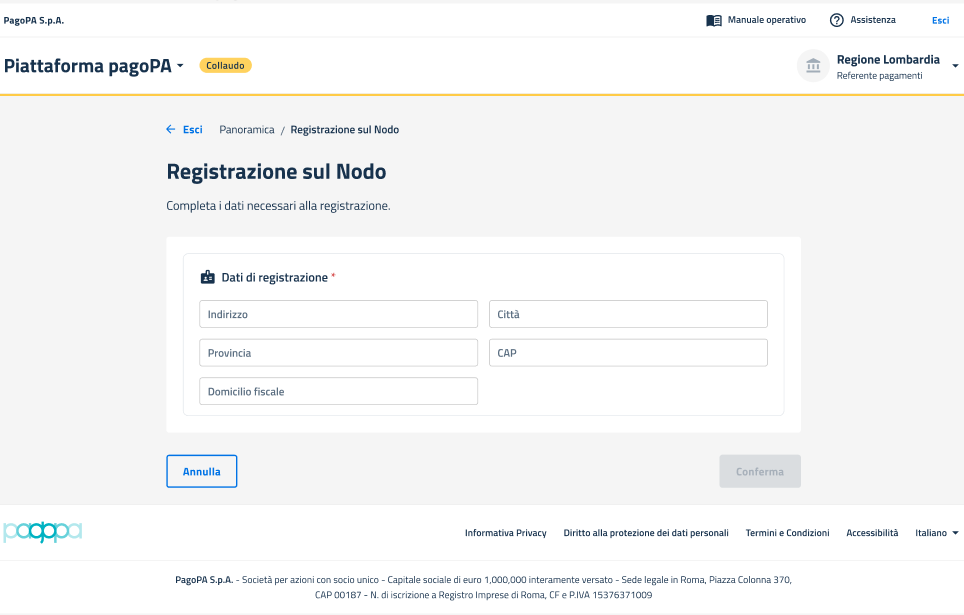 PagoPA S.p.A.
Manuale operativo
Assistenza
Esci
Piattaforma pagoPA
Collaudo
Regione Lombardia
Referente pagamenti
Esci
Panoramica / Registrazione sul Nodo
Registrazione sul Nodo
Completa i dati necessari alla registrazione.
Dati di registrazione *
Indirizzo
Città
Provincia
CAP
Domicilio fiscale
Annulla
Conferma
pagopa
Informativa Privacy
Diritto alla protezione dei dati personali
Termini e Condizioni
Accessibilità
Italiano
PagoPA S.p.A. - Società per azioni con socio unico - Capitale sociale di euro 1,000,000 interamente versato - Sede legale in Roma, Piazza Colonna 370,
CAP 00187 - N. di iscrizione a Registro Imprese di Roma, CF e P.IVA 15376371009